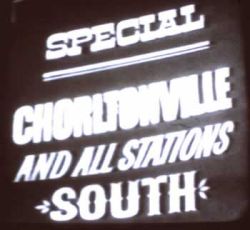 SPECIAL
CHORLTONVILLE
AND ALL STATIONS
SOUTH